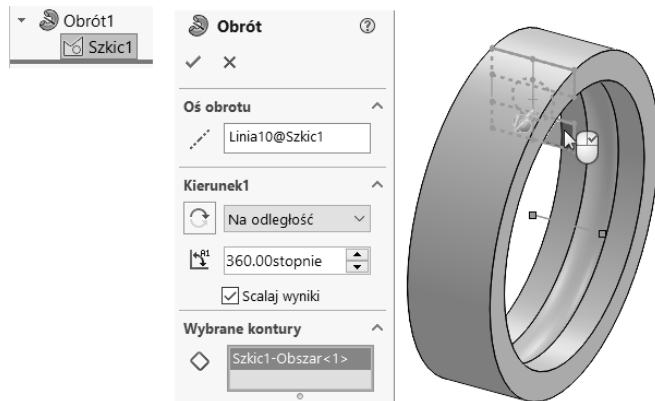 Obrót1
Szkic1
Obrót
Oś obrotu
Linia10@Szkic1
Kierunek1
Na odległość
A1
360.00stopnie
Scalaj wyniki
Wybrane kontury
Szkic1-Obszar<1>